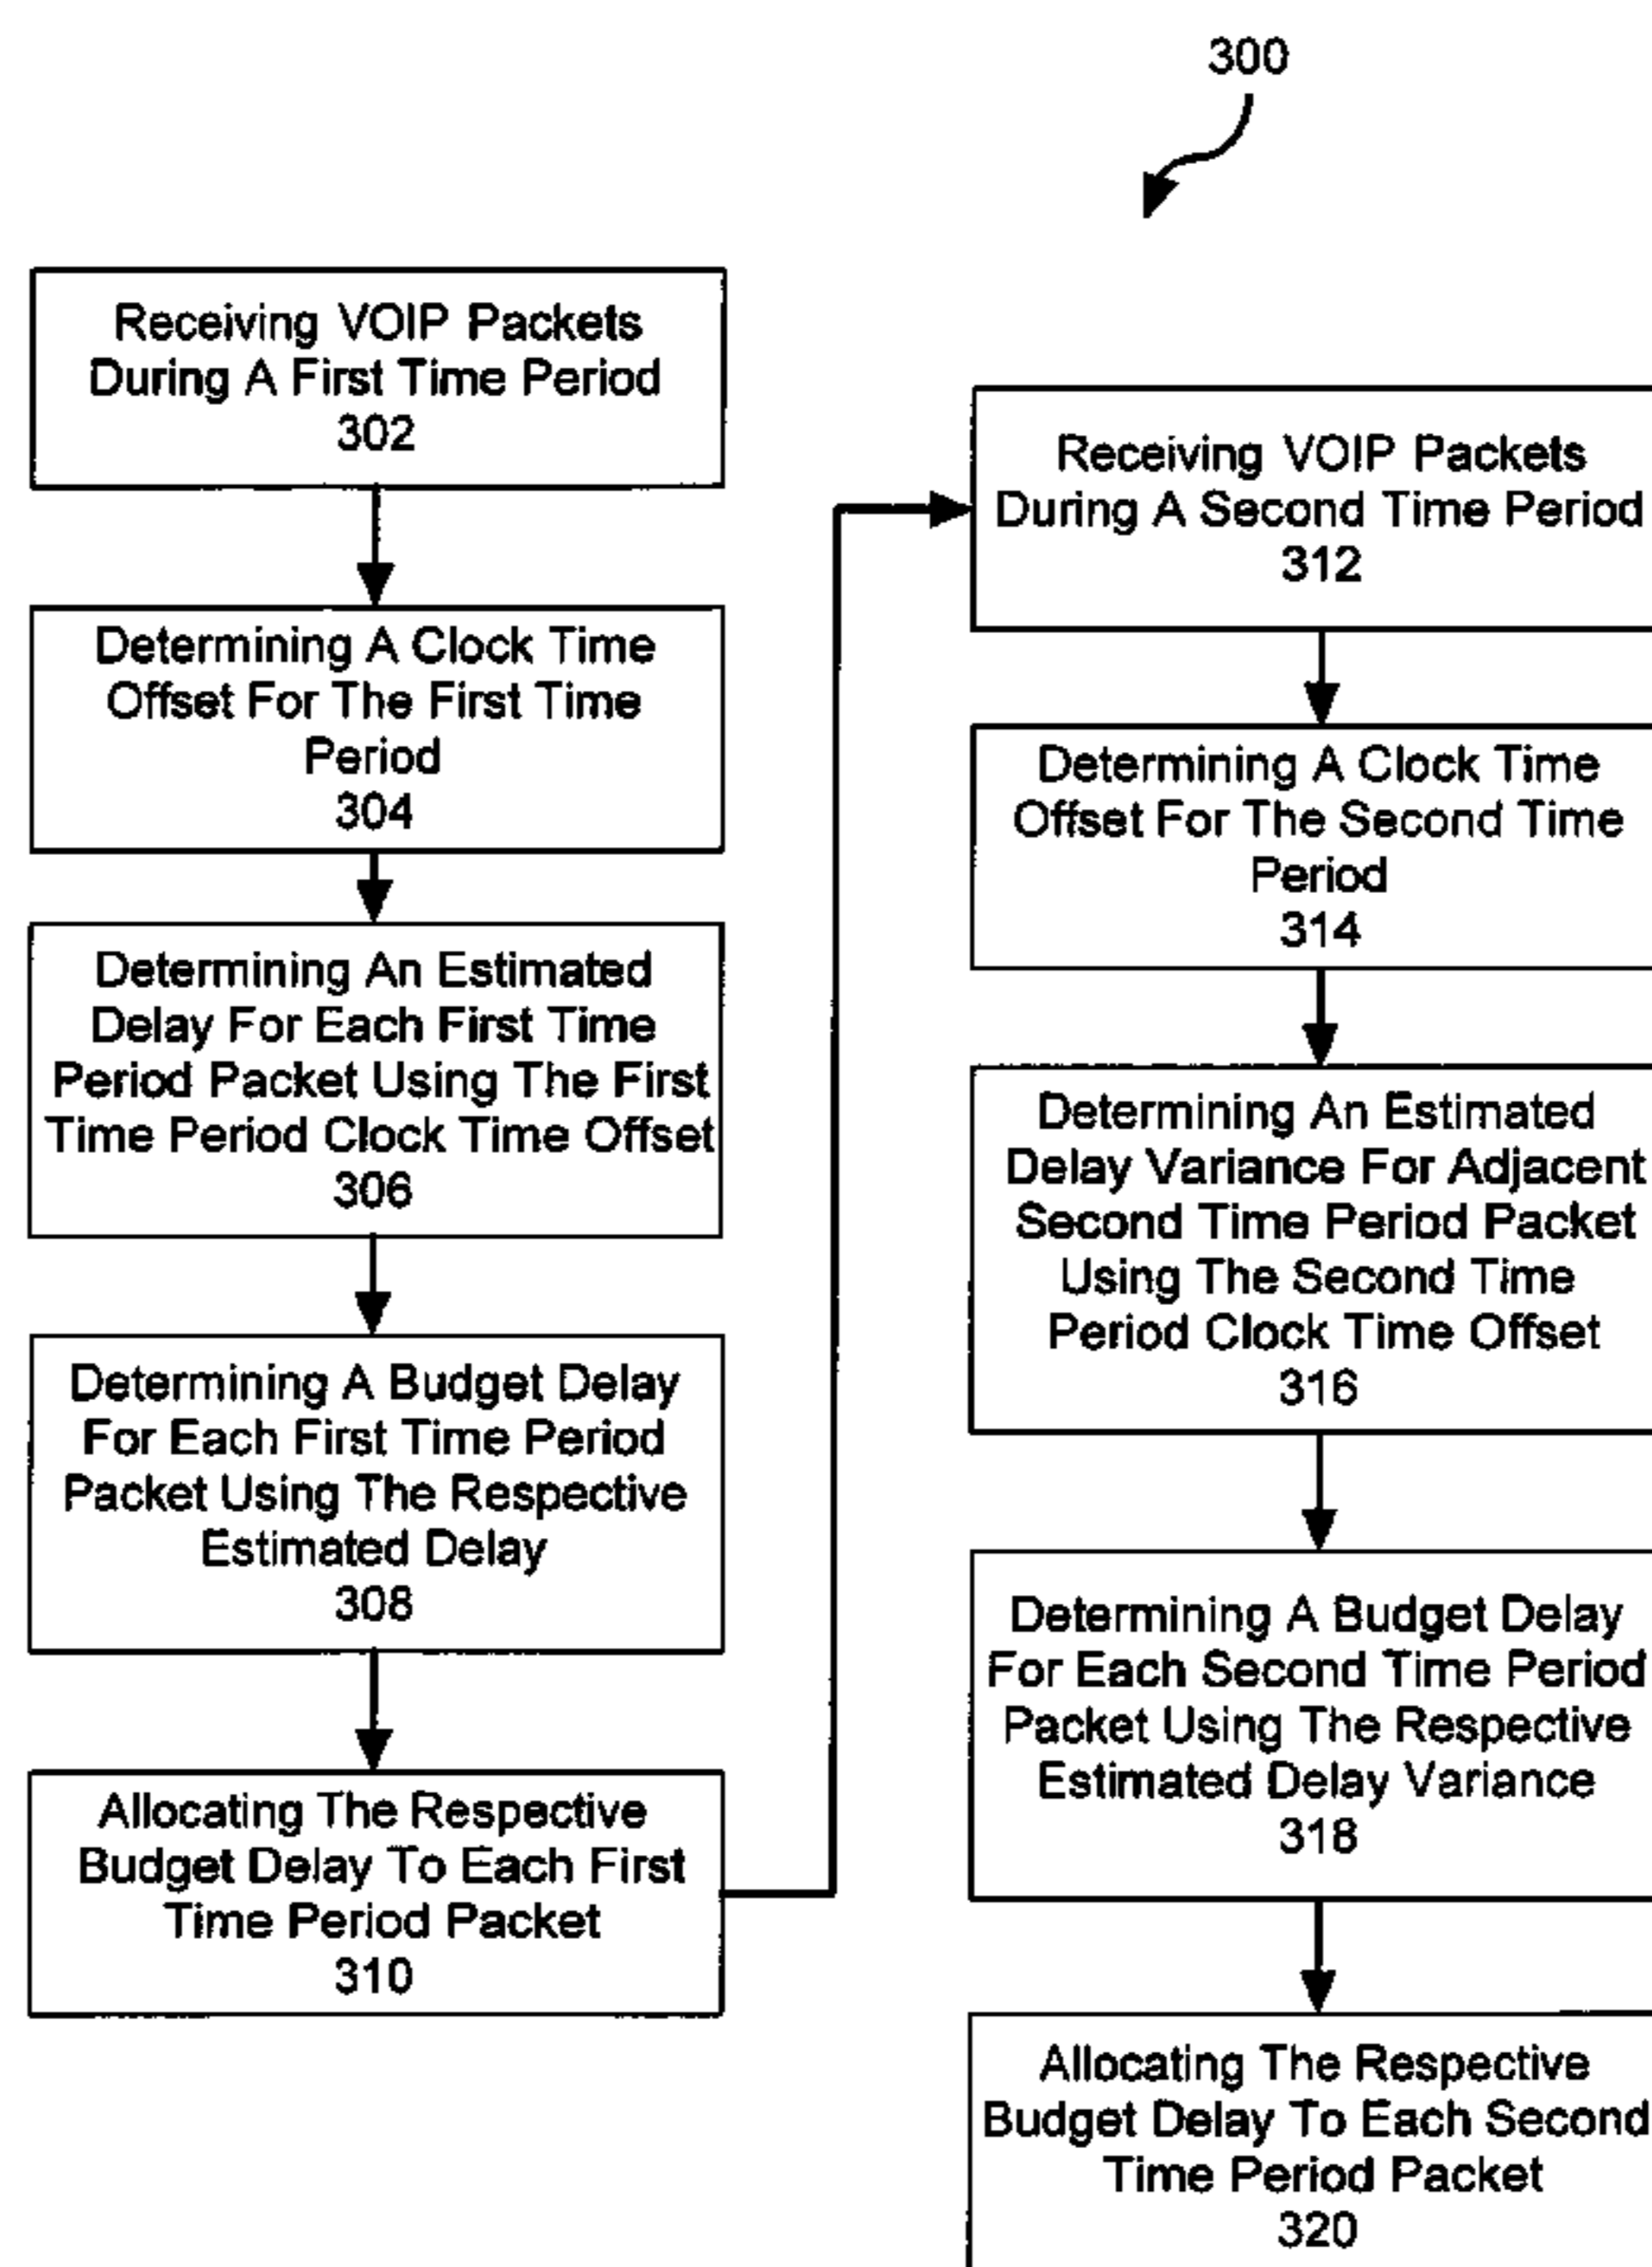 300
Receiving VOIP Packets
During A First Time Period
302
Determining A Clock Time
Offset For The First Time
Period
304
Determining An Estimated
Delay For Each First Time
Period Packet Using The First
Time Period Clock Time Offset
306
Determining A Budget Delay
For Each First Time Period
Packet Using The Respective
Estimated Delay
308
Allocating The Respective
Budget Delay To Each First
Time Period Packet
310
Receiving VOIP Packets
During A Second Time Period
312
Determining A Clock Time
Offset For The Second Time
Period
314
Determining An Estimated
Delay Variance For Adjacent
Second Time Period Packet
Using The Second Time
Period Clock Time Offset
316
Determining A Budget Delay
For Each Second Time Period
Packet Using The Respective
Estimated Delay Variance
318
Allocating The Respective
Budget Delay To Each Second
Time Period Packet
320